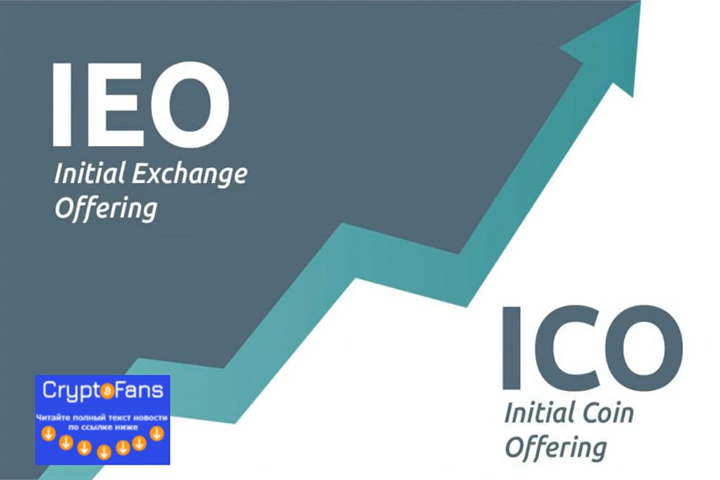 IEO
Initial Exchange
Offering
ICO
Initial Coin
Offering
CryptoFans
Читайте полный текст новости
по ссылке ниже